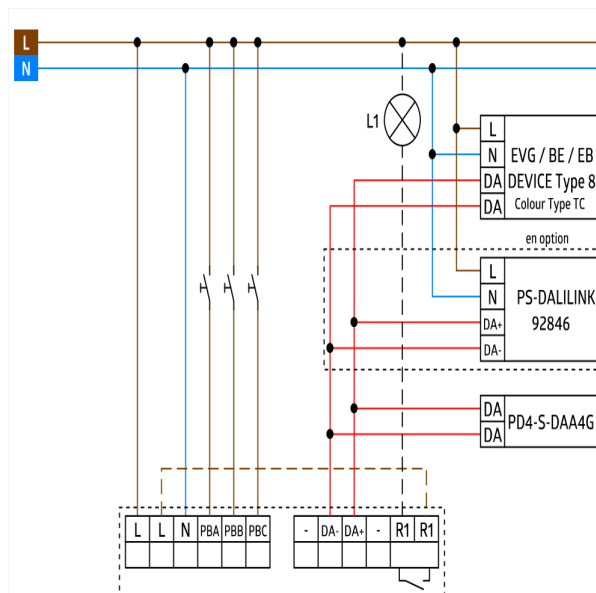 L
N
L1
L
N EVG / BE / EB
DA DEVICE Type 8
DA Colour Type TC
en option
L
N PS-DALILINK
DA+ 92846
DA-
DA
DA PD4-S-DAA4G
L L N PBA PBB PBC - DA- DA+ - R1 R1